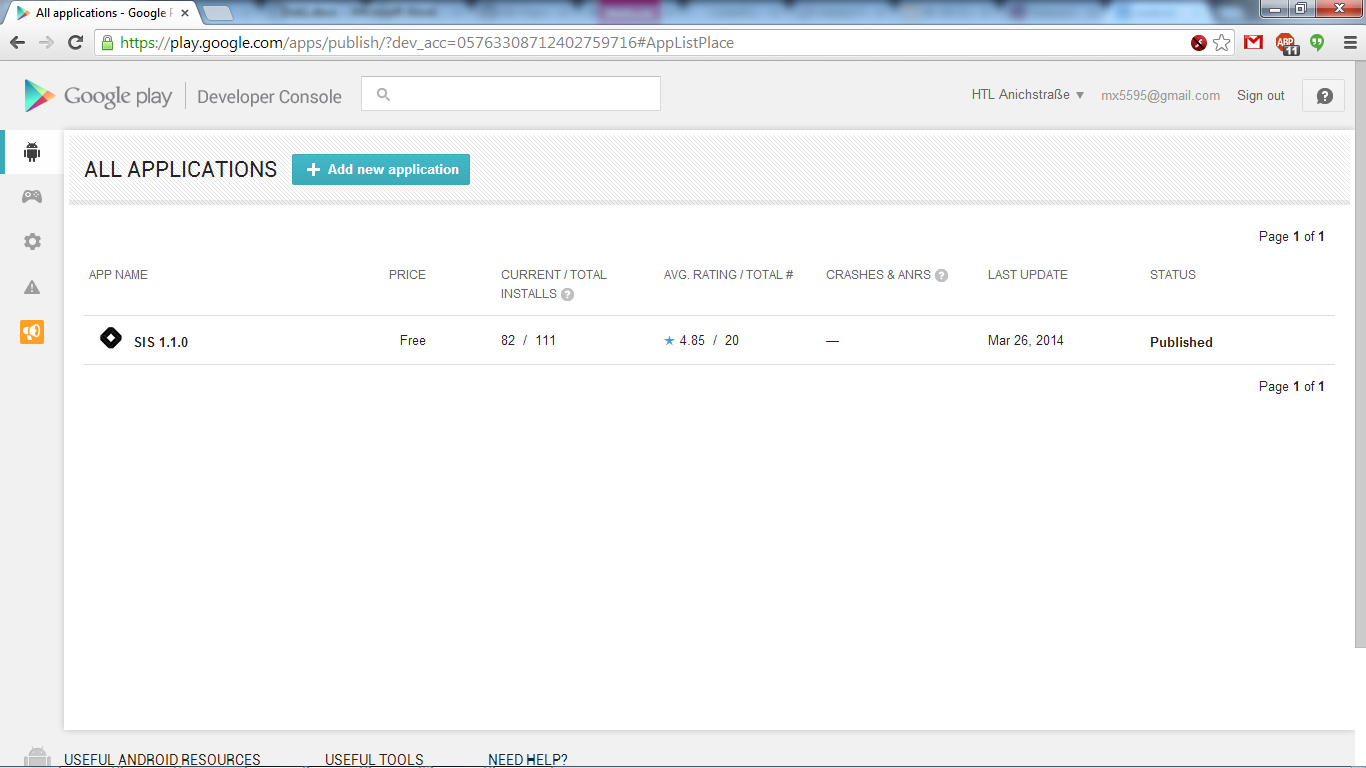 All applications - Google P
https://play.google.com/apps/publish/?dev_acc=05763308712402759716#AppListPlace
ABP
11
Google play
Developer Console
HTL Anichstraße
mx5595@gmail.com
Sign out
?
ALL APPLICATIONS
+ Add new application
Page 1 of 1
APP NAME
PRICE
CURRENT / TOTAL
INSTALLS ?
AVG. RATING / TOTAL #
CRASHES & ANRS ?
LAST UPDATE
STATUS
SIS 1.1.0
Free
82 / 111
4.85 / 20
—
Mar 26, 2014
Published
Page 1 of 1
USEFUL ANDROID RESOURCES
USEFUL TOOLS
NEED HELP?